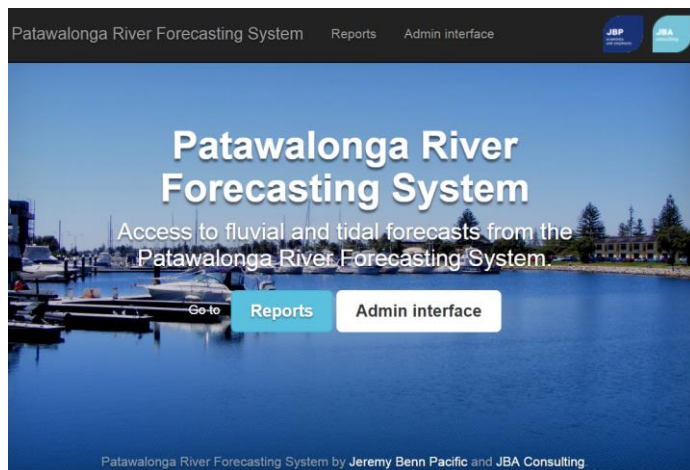 Patawalonga River Forecasting System Reports Admin interface JBP JBA
Patawalonga River
Forecasting System
Access to fluvial and tidal forecasts from the
Patawalonga River Forecasting System.
Go to Reports Admin interface
Patawalonga River Forecasting System by Jeremy Benn Pacific and JBA Consulting.